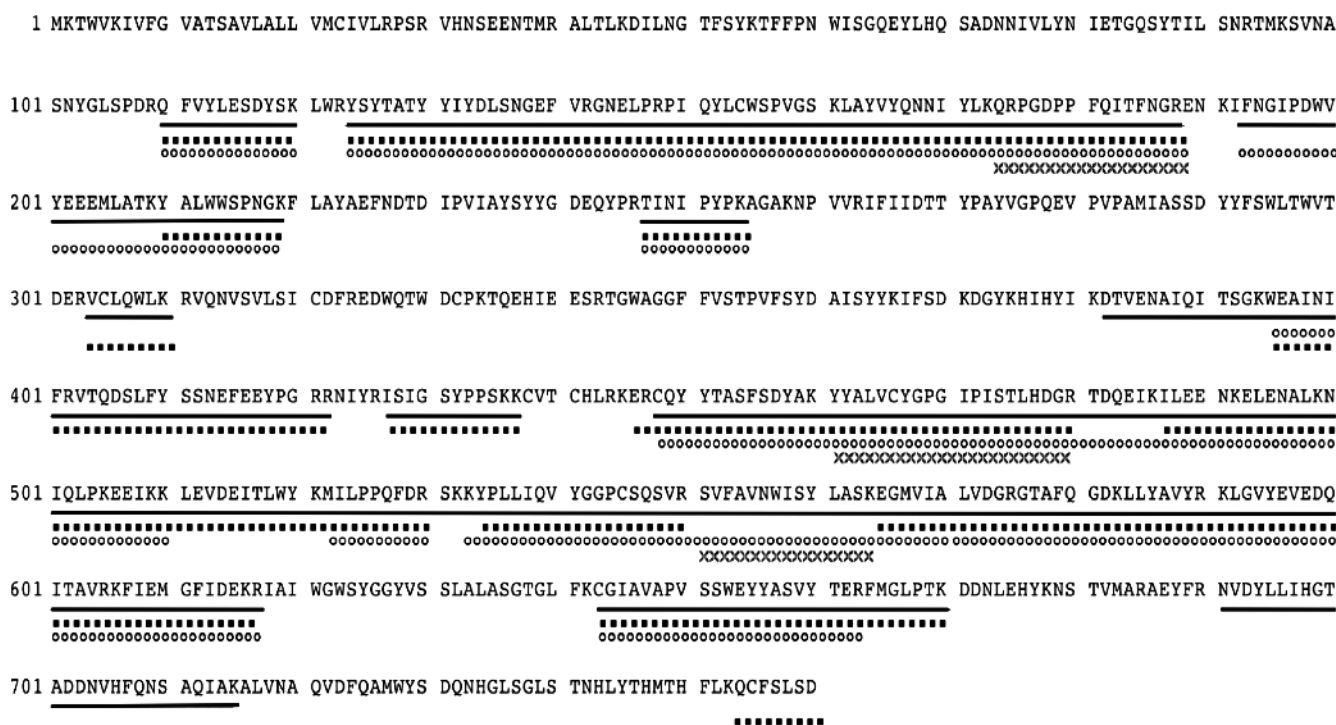 1 MKTWVKIVFG VATSAVLALL VMCIVLRPSR VHNSEENTMR ALTLKDILNG TFSYKTFFPN WISGQEYLHQ SADNNIVLYN IETGQSYTIL SNRTMKSVNA
101 SNYGLSPDRQ FVYLESDYSK LWRYSYTATY YIYDLSNGEF VRGNELPRPI QYLCWSPVGS KLAYVYQNNI YLKQRPGDPP FQITFNGREN KIFNGIPDWV
201 YEEEMLATKY ALWWSPNGKF LAYAEFNDTD IPVIAYSYYG DEQYPRTINI PYPKAGAKNP VVRIFIIDTT YPAYVGPQEV PVPAMIASSD YYFSWLTWVT
301 DERVCLQWLK RVQNVSVLSI CDFREDWQTW DCPKTQEHIE ESRTGWAGGF FVSTPVFSYD AISYYKIFSD KDGYKHIHYI KDTVENAIQI TSGKWEAINI
401 FRVTQDSLFY SSNEFEEYPG RRNIYRISIG SYPPSKKCVT CHLRKERCQY YTASFSDYAK YYALVCYGPG IPISTLHDGR TDQEIKILEE NKELENALKN
501 IQLPKEEIKK LEVDEITLWY KMILPPQFDR SKKYPLLIQV YGGPCSQSVR SVFAVNWISY LASKEGMVIA LVDGRGTAFQ GDKLLYAVYR KLGVYEVEDQ
601 ITAVRKFIEM GFIDEKRIAI WGWSYGGYVS SLALASGTGL FKCGIAVAPV SSWEYYASVY TERFMGLPTK DDNLEHYKNS TVMARAEYFR NVDYLLIHGT
701 ADDNVHFQNS AQIAKALVNA QVDFQAMWYS DQNHGLSGLS TNHLYTHMTH FLKQCFSLSD